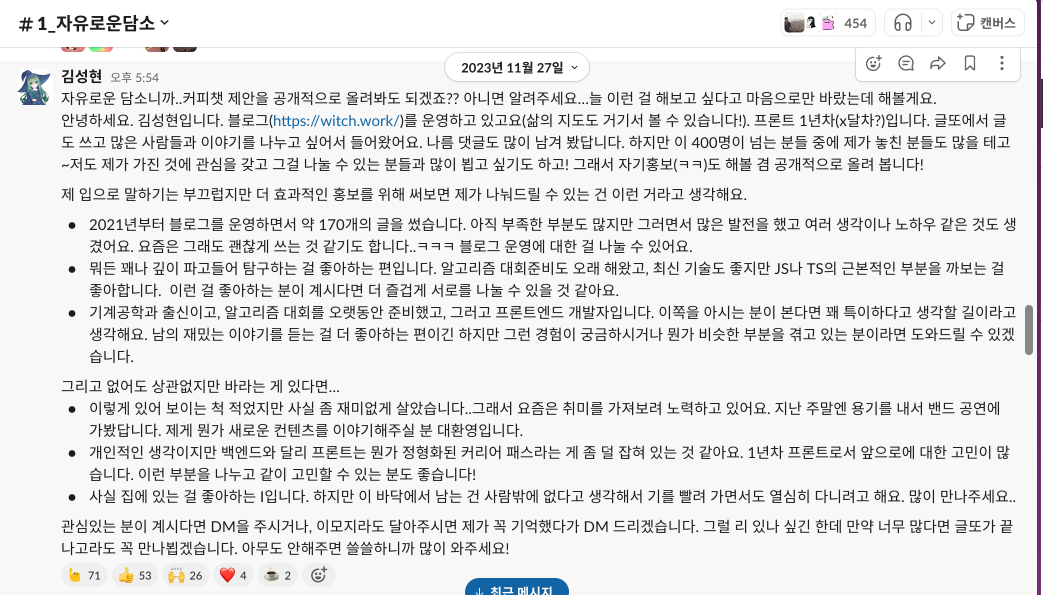 # 1_자유로운담소
454
캔버스
2023년 11월 27일
김성현 오후 5:54
자유로운 담소니까..커피챗 제안을 공개적으로 올려봐도 되겠죠?? 아니면 알려주세요...늘 이런 걸 해보고 싶다고 마음으로만 바랐는데 해볼게요.
안녕하세요. 김성현입니다. 블로그(https://witch.work/)를 운영하고 있고요(삶의 지도도 거기서 볼 수 있습니다!). 프론트 1년차(x달차?)입니다. 글또에서 글
도 쓰고 많은 사람들과 이야기를 나누고 싶어서 들어왔어요. 나름 댓글도 많이 남겨 봤답니다. 하지만 이 400명이 넘는 분들 중에 제가 놓친 분들도 많을 테고
~저도 제가 가진 것에 관심을 갖고 그걸 나눌 수 있는 분들과 많이 뵙고 싶기도 하고! 그래서 자기홍보(ㅋㅋ)도 해볼 겸 공개적으로 올려 봅니다!
제 입으로 말하기는 부끄럽지만 더 효과적인 홍보를 위해 써보면 제가 나눠드릴 수 있는 건 이런 거라고 생각해요.
• 2021년부터 블로그를 운영하면서 약 170개의 글을 썼습니다. 아직 부족한 부분도 많지만 그러면서 많은 발전을 했고 여러 생각이나 노하우 같은 것도 생
겼어요. 요즘은 그래도 괜찮게 쓰는 것 같기도 합니다..ㅋㅋㅋ 블로그 운영에 대한 걸 나눌 수 있어요.
• 뭐든 꽤나 깊이 파고들어 탐구하는 걸 좋아하는 편입니다. 알고리즘 대회준비도 오래 해왔고, 최신 기술도 좋지만 JS나 TS의 근본적인 부분을 까보는 걸
좋아합니다. 이런 걸 좋아하는 분이 계시다면 더 즐겁게 서로를 나눌 수 있을 것 같아요.
• 기계공학과 출신이고, 알고리즘 대회를 오랫동안 준비했고, 그러고 프론트엔드 개발자입니다. 이쪽을 아시는 분이 본다면 꽤 특이하다고 생각할 길이라고
생각해요. 남의 재밌는 이야기를 듣는 걸 더 좋아하는 편이긴 하지만 그런 경험이 궁금하시거나 뭔가 비슷한 부분을 겪고 있는 분이라면 도와드릴 수 있겠
습니다.
그리고 없어도 상관없지만 바라는 게 있다면...
• 이렇게 있어 보이는 척 적었지만 사실 좀 재미없게 살았습니다..그래서 요즘은 취미를 가져보려 노력하고 있어요. 지난 주말엔 용기를 내서 밴드 공연에
가봤답니다. 제게 뭔가 새로운 컨텐츠를 이야기해주실 분 대환영입니다.
• 개인적인 생각이지만 백엔드와 달리 프론트는 뭔가 정형화된 커리어 패스라는 게 좀 덜 잡혀 있는 것 같아요. 1년차 프론트로서 앞으로에 대한 고민이 많
습니다. 이런 부분을 나누고 같이 고민할 수 있는 분도 좋습니다!
• 사실 집에 있는 걸 좋아하는 I입니다. 하지만 이 바닥에서 남는 건 사람밖에 없다고 생각해서 기를 빨려 가면서도 열심히 다니려고 해요. 많이 만나주세요..
관심있는 분이 계시다면 DM을 주시거나, 이모지라도 달아주시면 제가 꼭 기억했다가 DM 드리겠습니다. 그럴 리 있나 싶긴 한데 만약 너무 많다면 글또가 끝
나고라도 꼭 만나뵙겠습니다. 아무도 안해주면 쓸쓸하니까 많이 와주세요!
71 53 26 4 2
최근 메시지